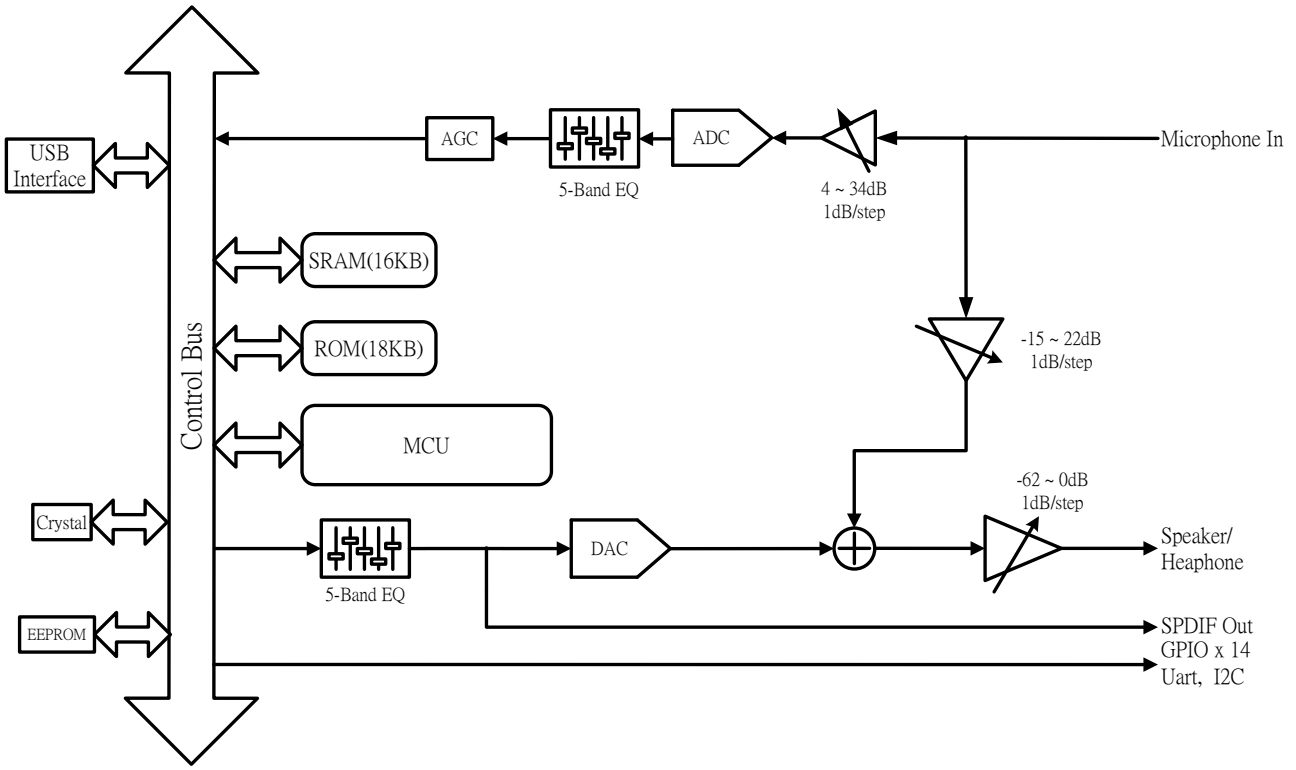 USB
Interface
AGC
5-Band EQ
ADC
4 ~ 34dB
1dB/step
Microphone In
SRAM(16KB)
ROM(18KB)
-15 ~ 22dB
1dB/step
Control Bus
MCU
Crystal
5-Band EQ
DAC
-62 ~ 0dB
1dB/step
Speaker/
Heaphone
EEPROM
SPDIF Out
GPIO x 14
Uart, I2C